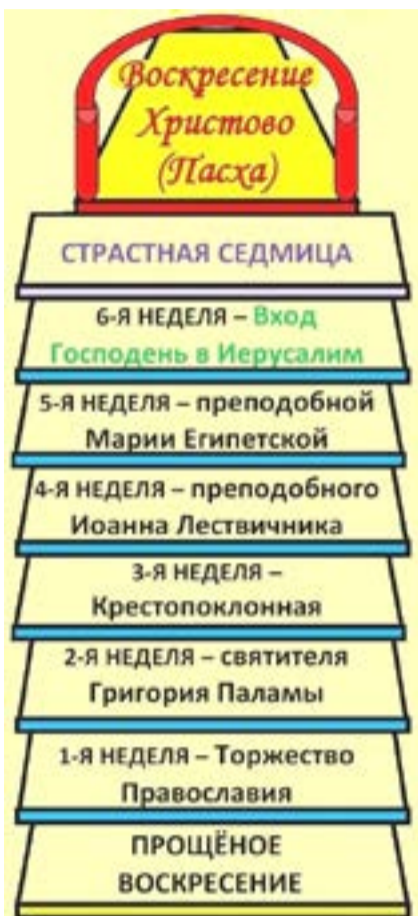 Воскресение
Христово
(Пасха)
СТРАСТНАЯ СЕДМИЦА
6-Я НЕДЕЛЯ – Вход
Господень в Иерусалим
5-Я НЕДЕЛЯ – преподобной
Марии Египетской
4-Я НЕДЕЛЯ – преподобного
Иоанна Лествичника
3-Я НЕДЕЛЯ –
Крестопоклонная
2-Я НЕДЕЛЯ – святителя
Григория Паламы
1-Я НЕДЕЛЯ – Торжество
Православия
ПРОЩЁНОЕ
ВОСКРЕСЕНИЕ